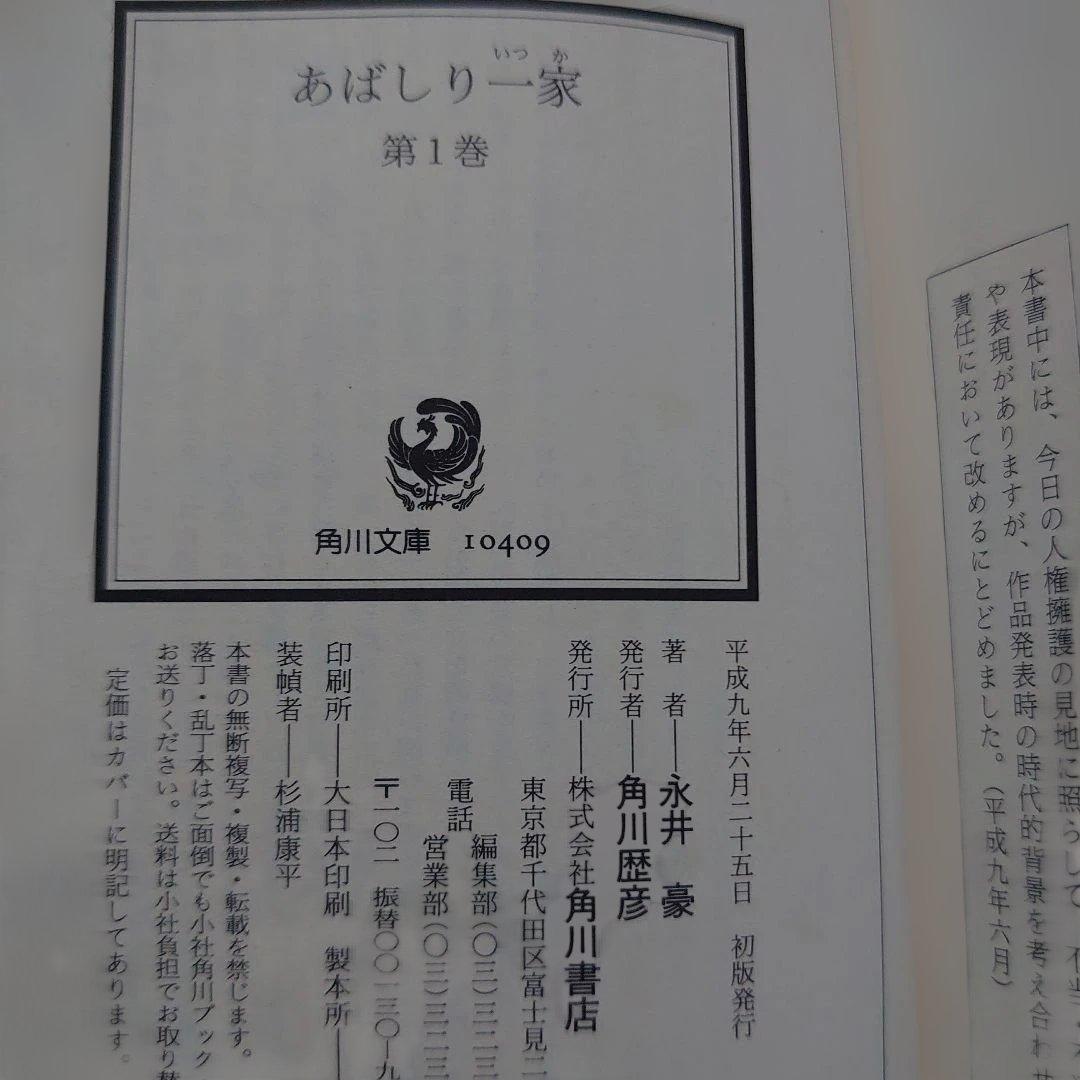 あばしり一家
いっか
第1巻
角川文庫 10409
平成九年六月二十五日 初版発行
著 者──永井 豪
発行者──角川歴彦
発行所──株式会社角川書店
東京都千代田区富士見二
電話
編集部(〇三)三二三
営業部(〇三)三二三
〒一〇二 振替〇〇一三〇─九
印刷所──大日本印刷 製本所─
装幀者──杉浦康平
本書の無断複写・複製・転載を禁じます。
落丁・乱丁本はご面倒でも小社角川ブック
お送りください。送料は小社負担でお取り替
定価はカバーに明記してあります。
本書中には、今日の人権擁護の見地に照らして
や表現がありますが、作品発表時の時代的背景を考え合わせ
責任において改めるにとどめました。(平成九年六月)